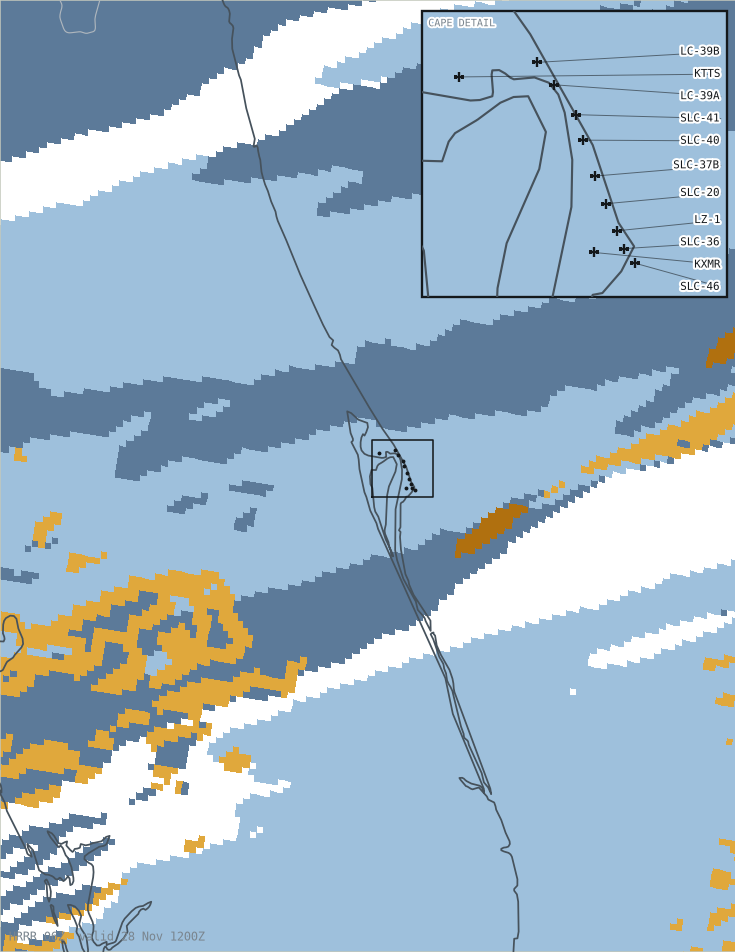 CAPE DETAIL
LC-39B
KTTS
LC-39A
SLC-41
SLC-40
SLC-37B
SLC-20
LZ-1
SLC-36
KXMR
SLC-46
valid 28 Nov 1200Z